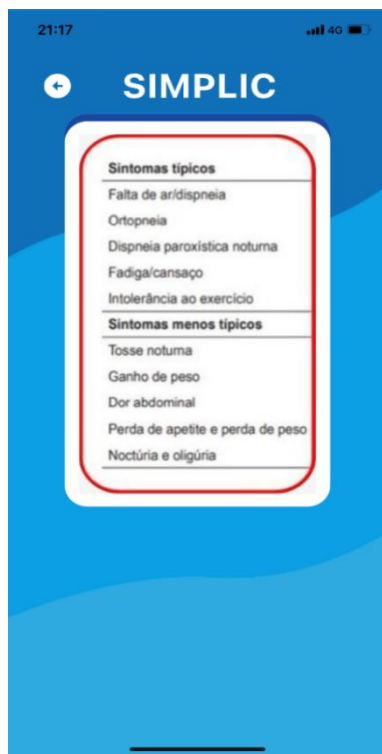 21:17
4G
SIMPLIC
Sintomas típicos
Falta de ar/dispneia
Ortopneia
Dispneia paroxística noturna
Fadiga/cansaço
Intolerância ao exercício
Sintomas menos típicos
Tosse noturna
Ganho de peso
Dor abdominal
Perda de apetite e perda de peso
Noctúria e oligúria